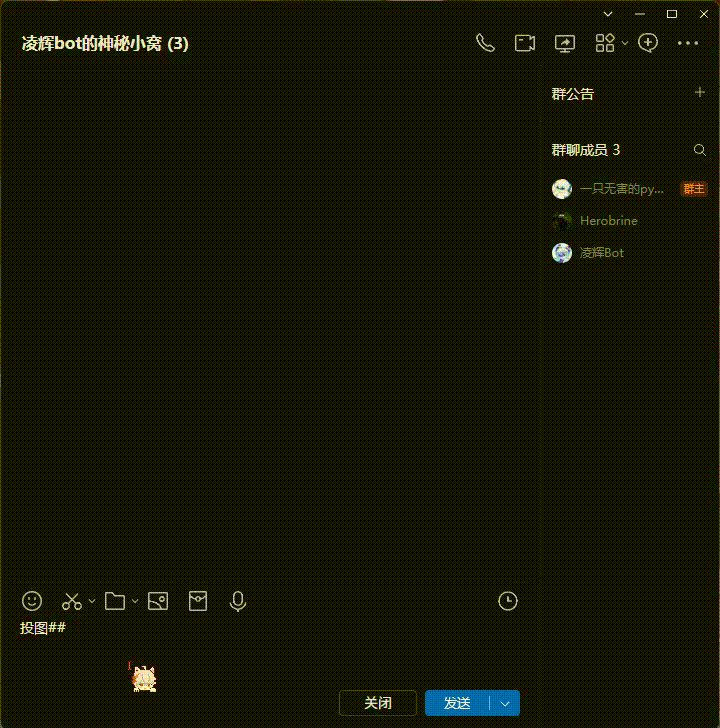 凌辉bot的神秘小窝 (3)
群公告
群聊成员 3
一只无害的py... 群主
Herobrine
凌辉Bot
投图##
关闭 发送